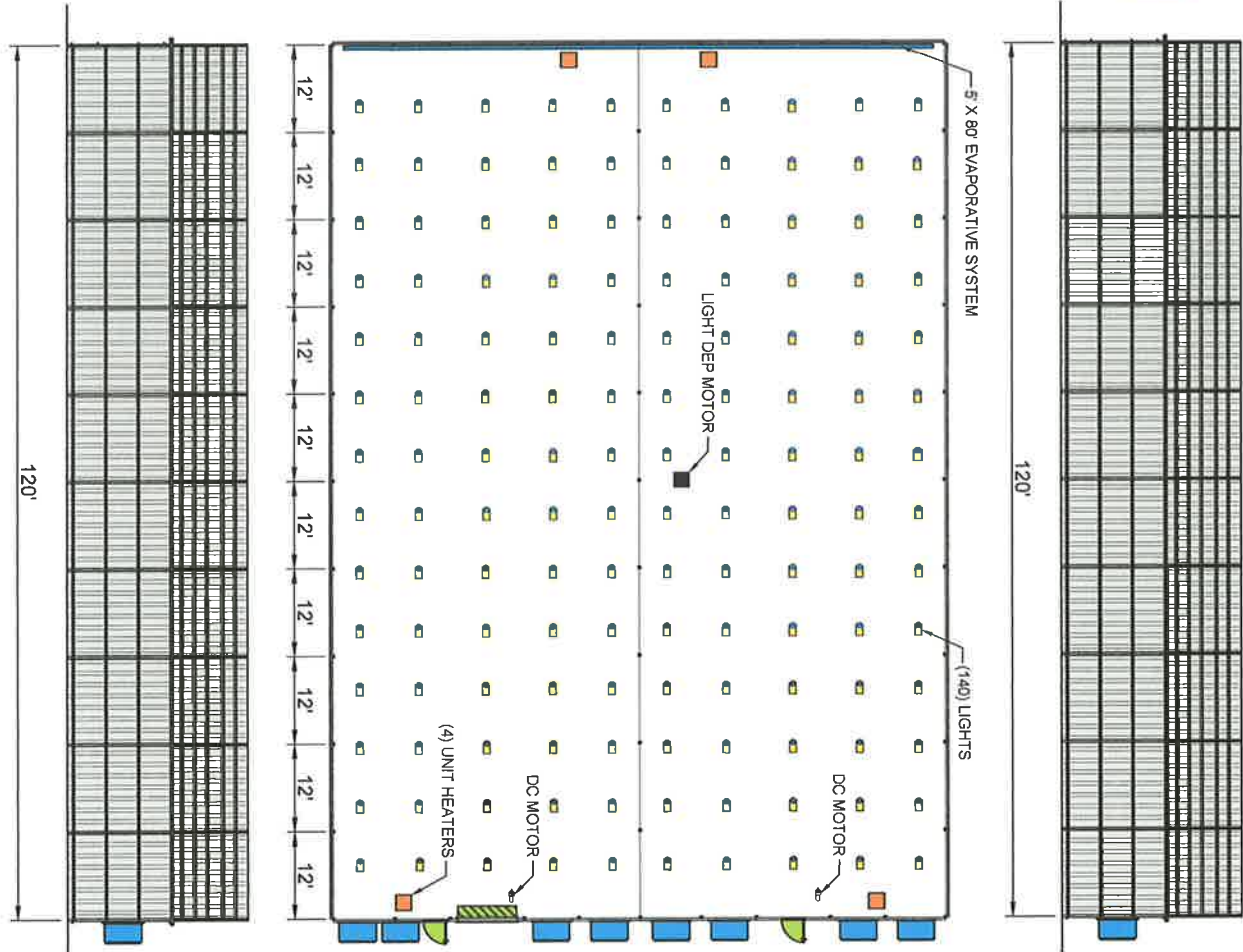 120'
12'
12'
12'
12'
12'
12'
12'
12'
12'
12'
(4) UNIT HEATERS
DC MOTOR
LIGHT DEP MOTOR
DC MOTOR
(140) LIGHTS
5' X 80' EVAPORATIVE SYSTEM
120'